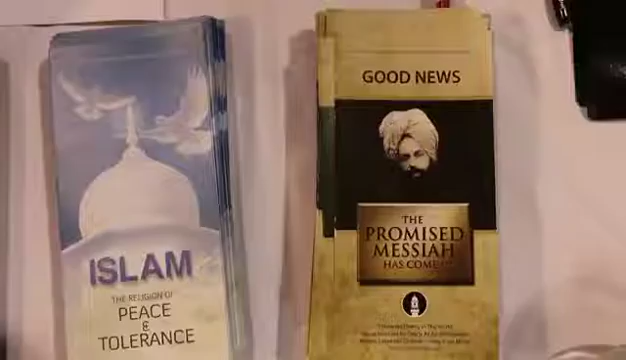 ISLAM
THE RELIGION OF
PEACE
&
TOLERANCE
GOOD NEWS
THE
PROMISED
MESSIAH
HAS COME